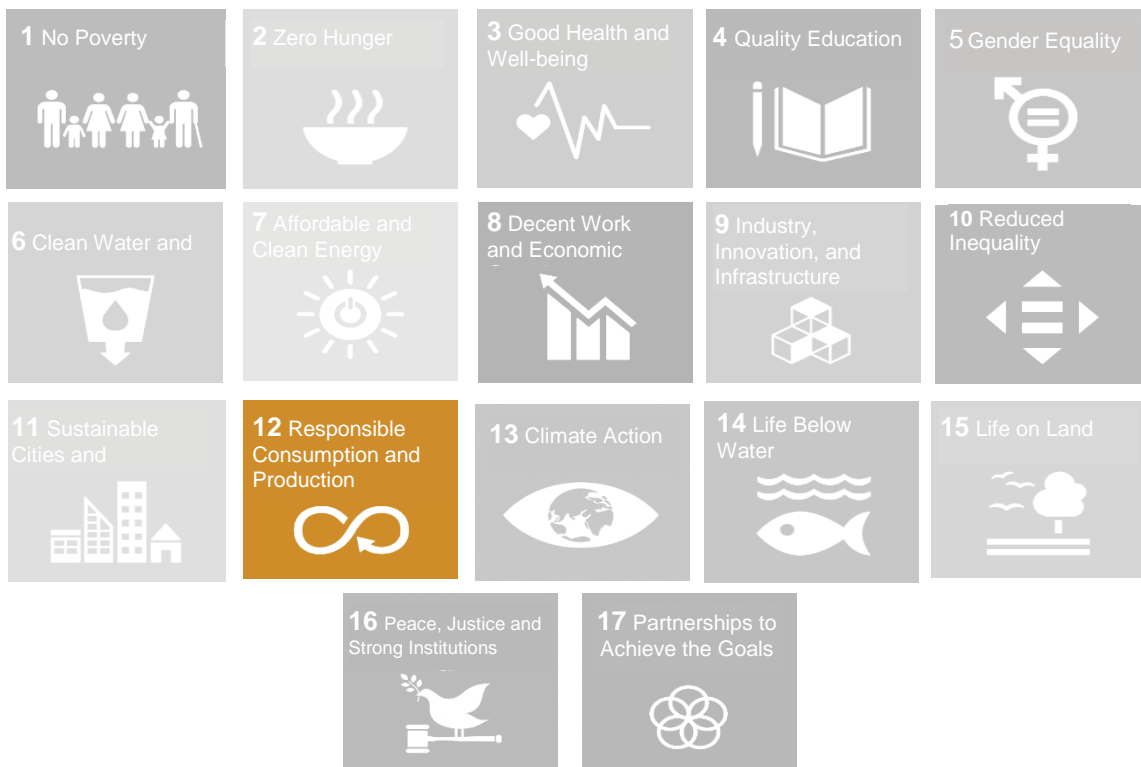 1 No Poverty
2 Zero Hunger
3 Good Health and
Well-being
4 Quality Education
5 Gender Equality
6 Clean Water and
7 Affordable and
Clean Energy
8 Decent Work
and Economic
9 Industry,
Innovation, and
Infrastructure
10 Reduced
Inequality
11 Sustainable
Cities and
12 Responsible
Consumption and
Production
13 Climate Action
14 Life Below
Water
15 Life on Land
16 Peace, Justice and
Strong Institutions
17 Partnerships to
Achieve the Goals